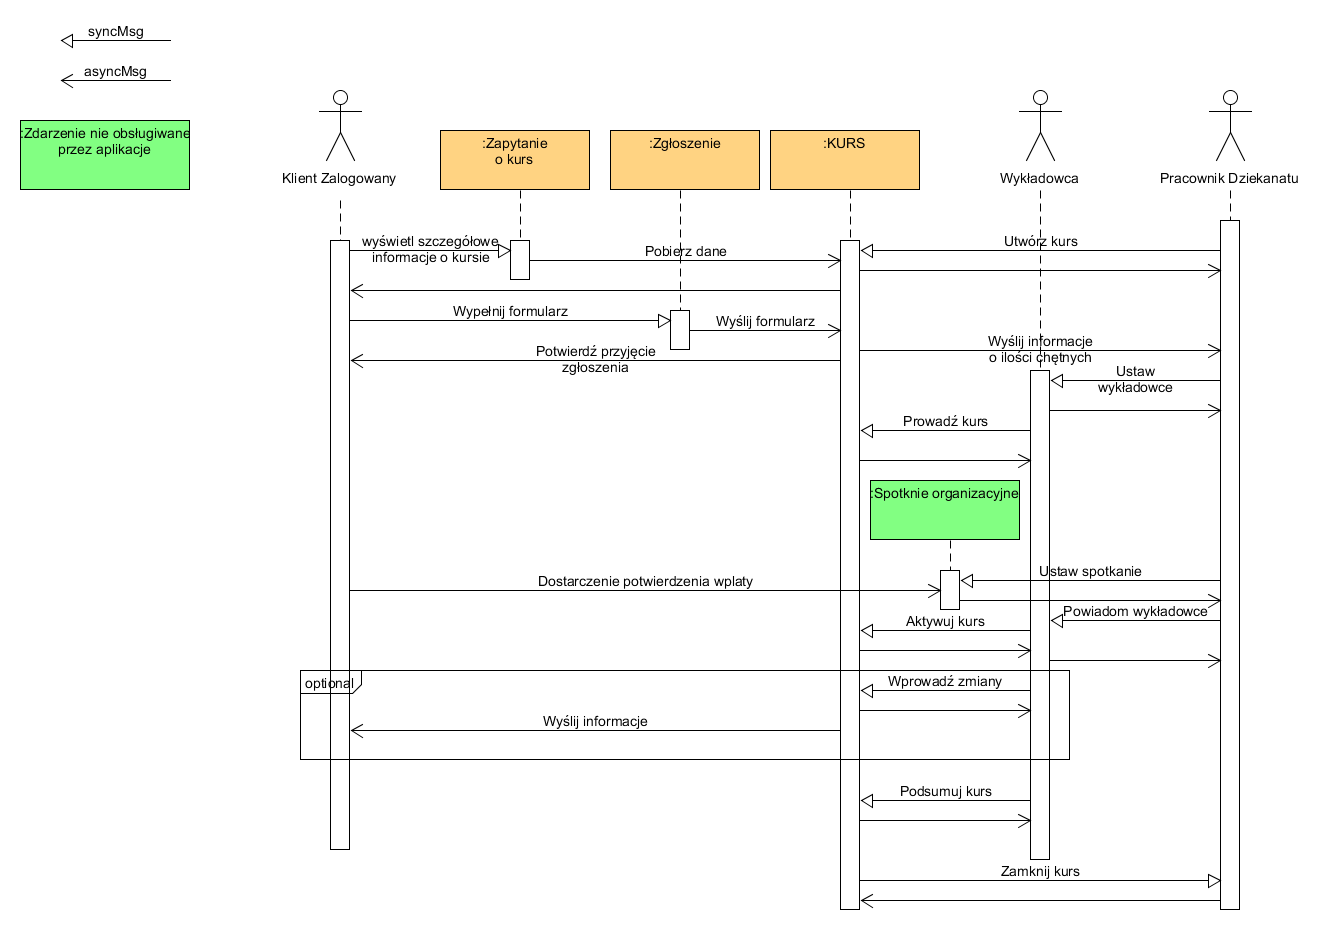 syncMsg
asyncMsg
:Zdarzenie nie obsługiwane
przez aplikacje
Klient Zalogowany
:Zapytanie
o kurs
:Zgłoszenie
:KURS
Wykładowca
Pracownik Dziekanatu
wyświetl szczegółowe
informacje o kursie
Pobierz dane
Utwórz kurs
Wypełnij formularz
Wyślij formularz
Potwierdź przyjęcie
zgłoszenia
Wyślij informacje
o ilości chętnych
Ustaw
wykładowce
Prowadź kurs
:Spotknie organizacyjne
Ustaw spotkanie
Dostarczenie potwierdzenia wplaty
Powiadom wykładowce
Aktywuj kurs
optional
Wprowadź zmiany
Wyślij informacje
Podsumuj kurs
Zamknij kurs